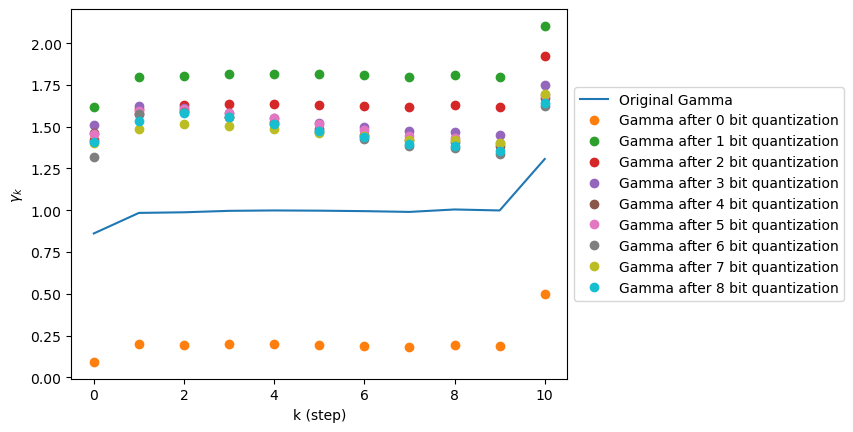 2.00
1.75
1.50
1.25
1.00
0.75
0.50
0.25
0.00
γk
0 2 4 6 8 10
k (step)
Original Gamma
Gamma after 0 bit quantization
Gamma after 1 bit quantization
Gamma after 2 bit quantization
Gamma after 3 bit quantization
Gamma after 4 bit quantization
Gamma after 5 bit quantization
Gamma after 6 bit quantization
Gamma after 7 bit quantization
Gamma after 8 bit quantization